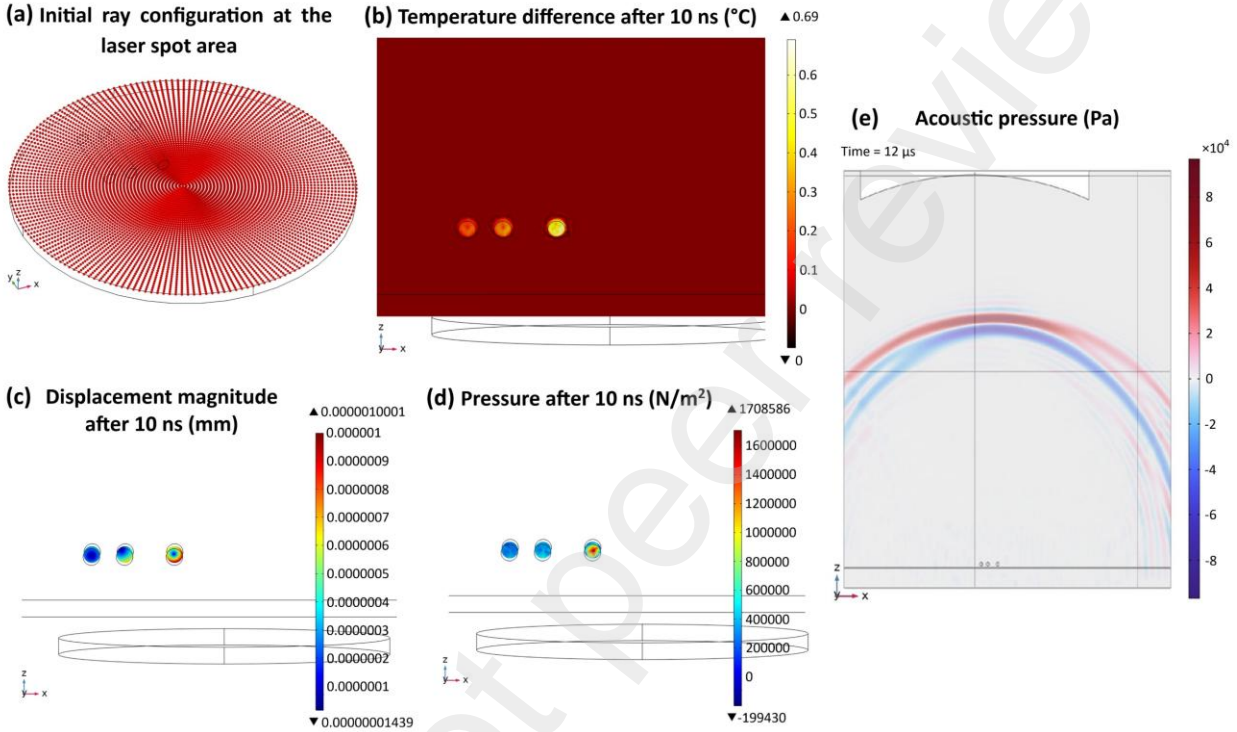 (a) Initial ray configuration at the
laser spot area
y z x
(b) Temperature difference after 10 ns (°C)
▲ 0.69
0.6
0.5
0.4
0.3
0.2
0.1
0
▼ 0
z
y x
(c) Displacement magnitude
after 10 ns (mm)
▲ 0.0000010001
0.000001
0.0000009
0.0000008
0.0000007
0.0000006
0.0000005
0.0000004
0.0000003
0.0000002
0.0000001
▼ 0.00000001439
z
y x
(d) Pressure after 10 ns (N/m²)
▲ 1708586
1600000
1400000
1200000
1000000
800000
600000
400000
200000
0
▼ -199430
z
y x
(e) Acoustic pressure (Pa)
Time = 12 µs
×10⁴
8
6
4
2
0
-2
-4
-6
-8
z
y x
ot peer revie